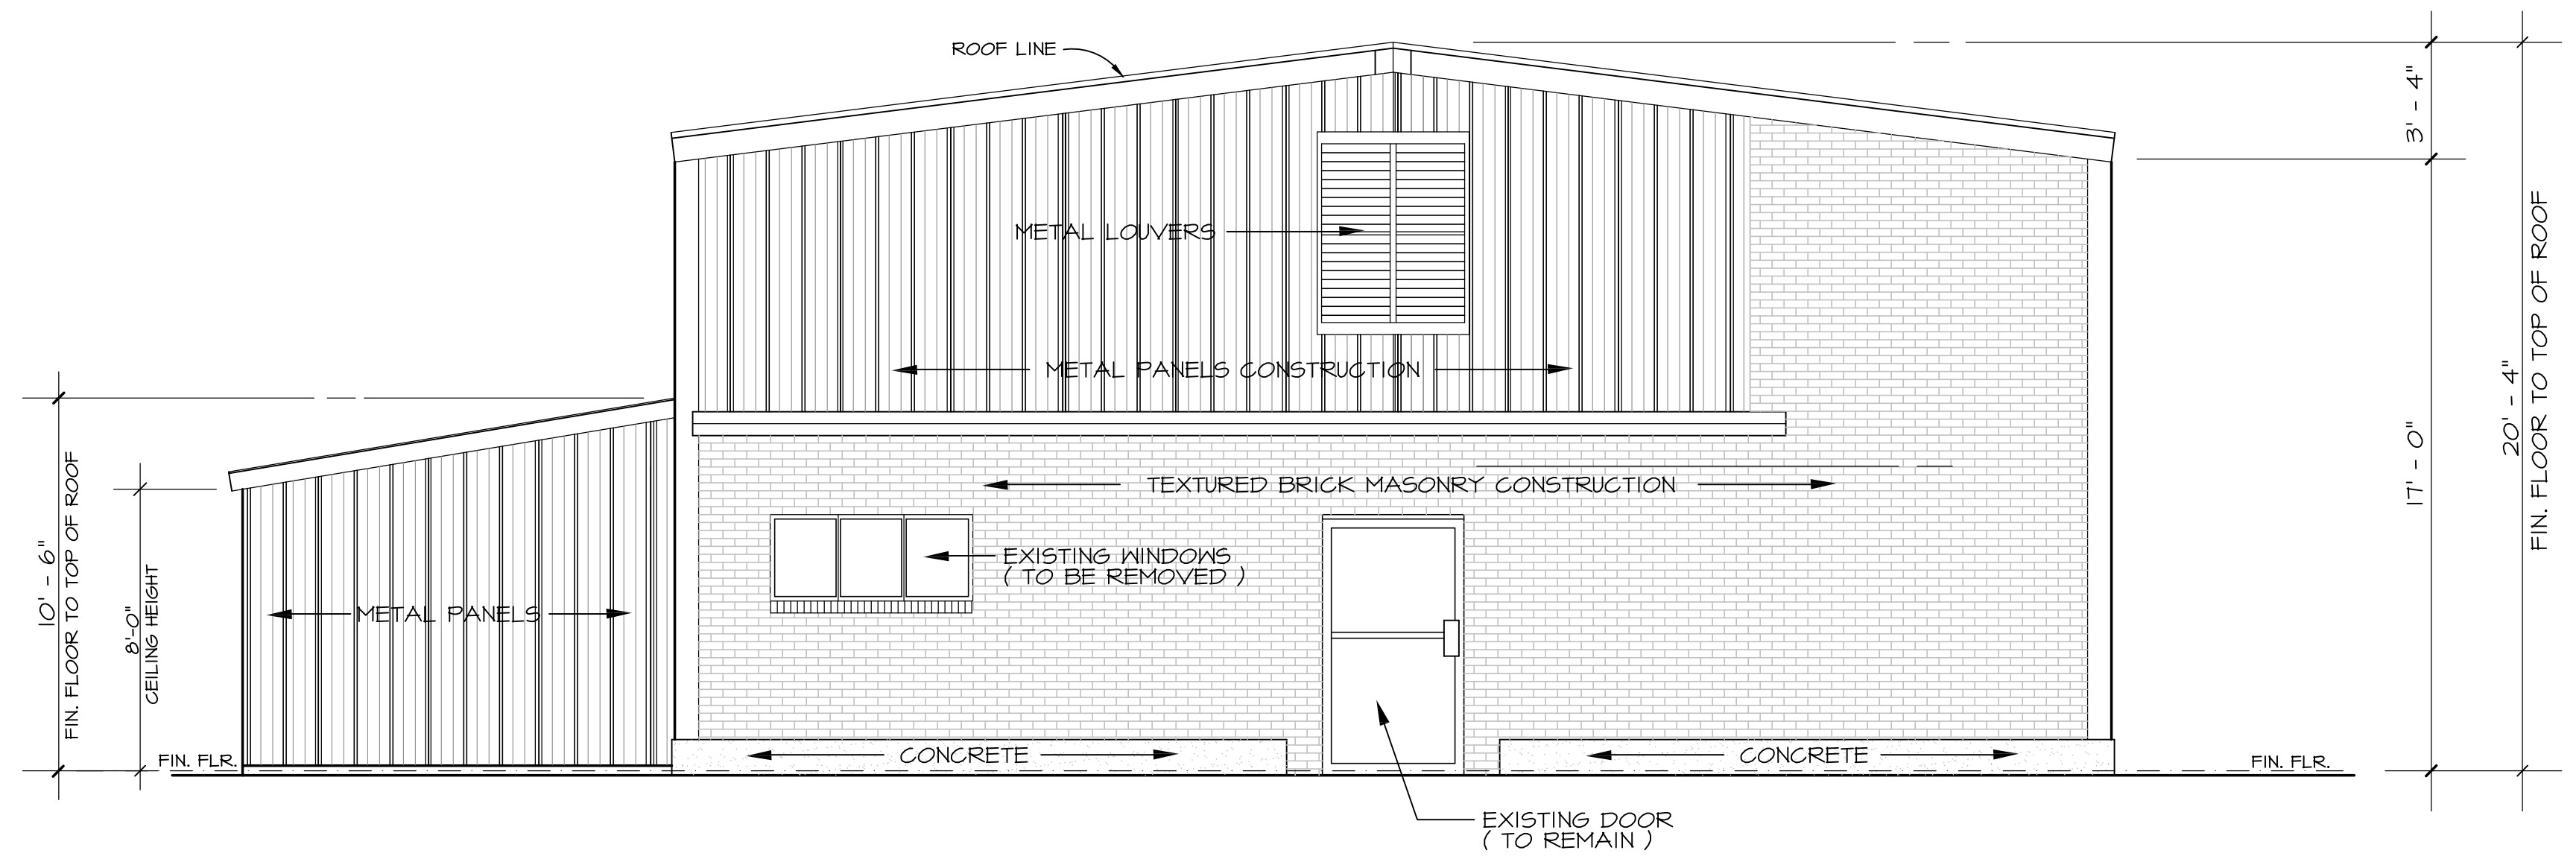 ROOF LINE
3' - 4"
METAL LOUVERS
METAL PANELS CONSTRUCTION
20' - 4"
FIN. FLOOR TO TOP OF ROOF
17' - 0"
TEXTURED BRICK MASONRY CONSTRUCTION
EXISTING WINDOWS
( TO BE REMOVED )
10' - 6"
FIN. FLOOR TO TOP OF ROOF
8'-0"
CEILING HEIGHT
METAL PANELS
FIN. FLR.
CONCRETE
CONCRETE
FIN. FLR.
EXISTING DOOR
( TO REMAIN )